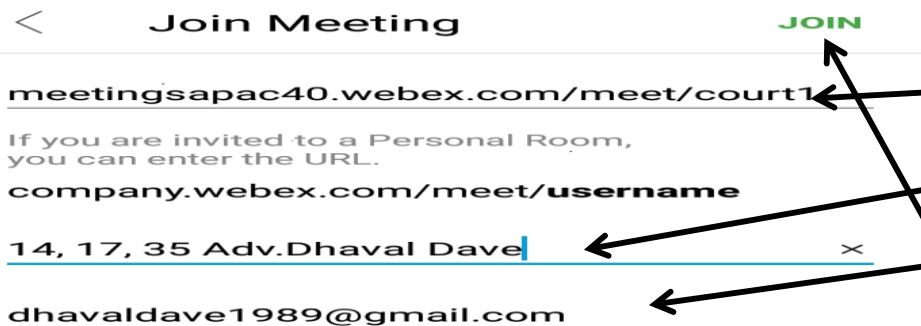 Join Meeting JOIN
meetingsapac40.webex.com/meet/court1
If you are invited to a Personal Room,
you can enter the URL.
company.webex.com/meet/username
14, 17, 35 Adv.Dhaval Dave
dhavaldave1989@gmail.com